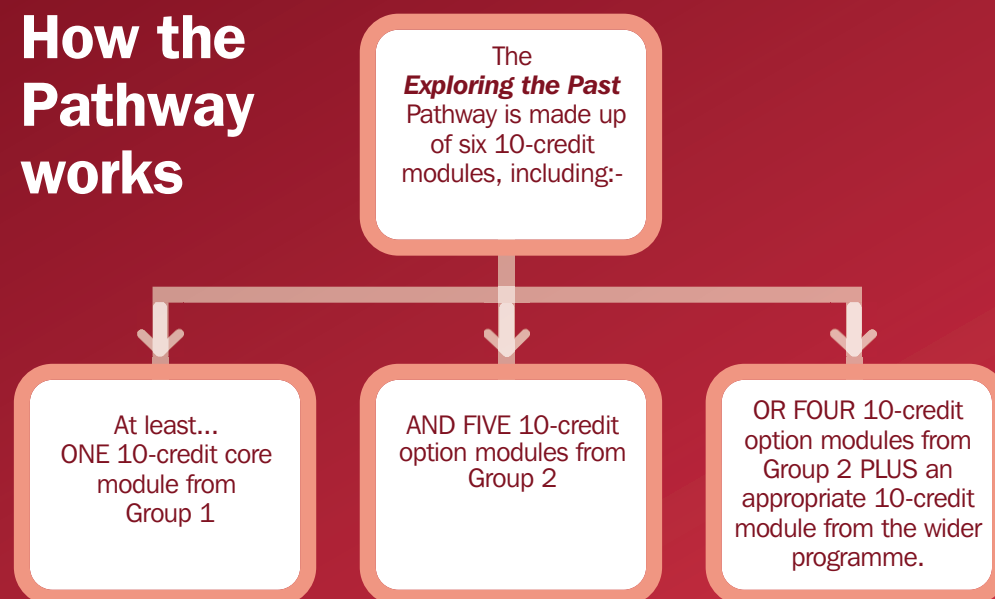 How the
Pathway
works
The
Exploring the Past
Pathway is made up
of six 10-credit
modules, including:-
At least...
ONE 10-credit core
module from
Group 1
AND FIVE 10-credit
option modules from
Group 2
OR FOUR 10-credit
option modules from
Group 2 PLUS an
appropriate 10-credit
module from the wider
programme.